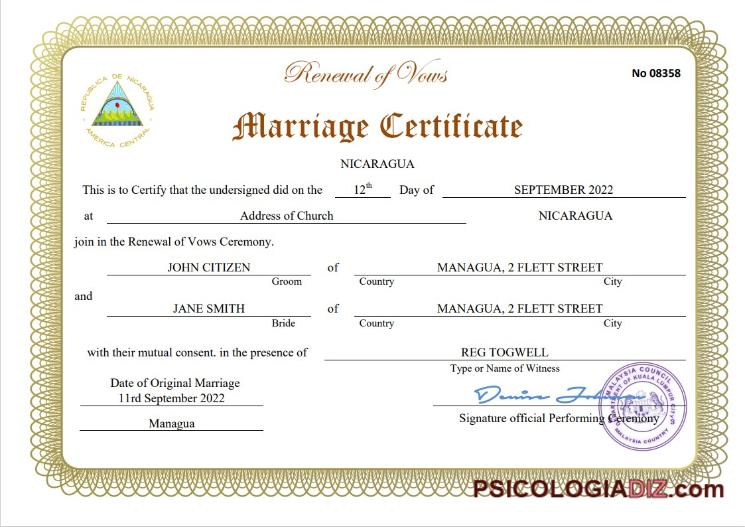 Renewal of Vows
No 08358
REPUBLICA DE NICARAGUA
AMERICA CENTRAL
Marriage Certificate
NICARAGUA
This is to Certify that the undersigned did on the 12th Day of SEPTEMBER 2022
at Address of Church NICARAGUA
join in the Renewal of Vows Ceremony.
JOHN CITIZEN of MANAGUA, 2 FLETT STREET
Groom Country City
and
JANE SMITH of MANAGUA, 2 FLETT STREET
Bride Country City
with their mutual consent. in the presence of REG TOGWELL
Type or Name of Witness
Date of Original Marriage
11rd September 2022
Managua
Signature official Performing Ceremony
MALAYSIA COUNCIL
DEPARTMENT OF KUALA LUMPUR
MALAYSIA COUNTRY
PSICOLOGIADIZ.com